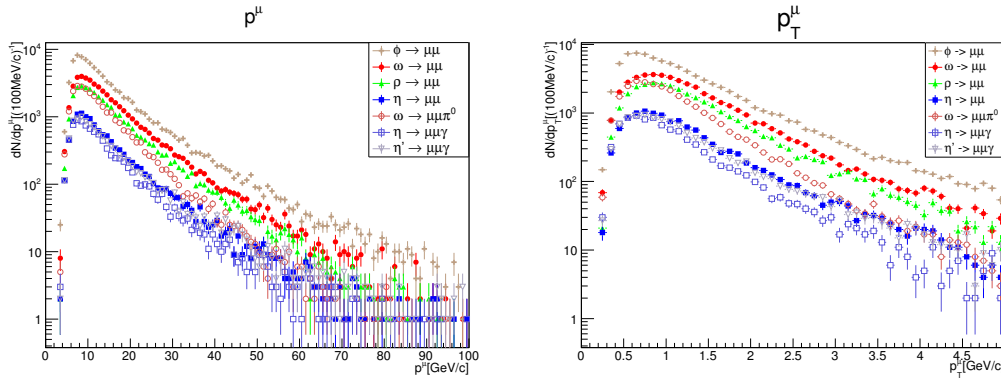 p^μ
dN/dp^μ[(100MeV/c)^-1]
10^4
10^3
10^2
10
1
ϕ → μμ
ω → μμ
ρ → μμ
η → μμ
ω → μμπ^0
η → μμγ
η' → μμγ
0 10 20 30 40 50 60 70 80 90 100
p^μ[GeV/c]
p_T^μ
dN/dp_T^μ[(100MeV/c)^-1]
10^4
10^3
10^2
10
1
ϕ -> μμ
ω -> μμ
ρ -> μμ
η -> μμ
ω -> μμπ^0
η -> μμγ
η' -> μμγ
0 0.5 1 1.5 2 2.5 3 3.5 4 4.5
p_T^μ[GeV/c